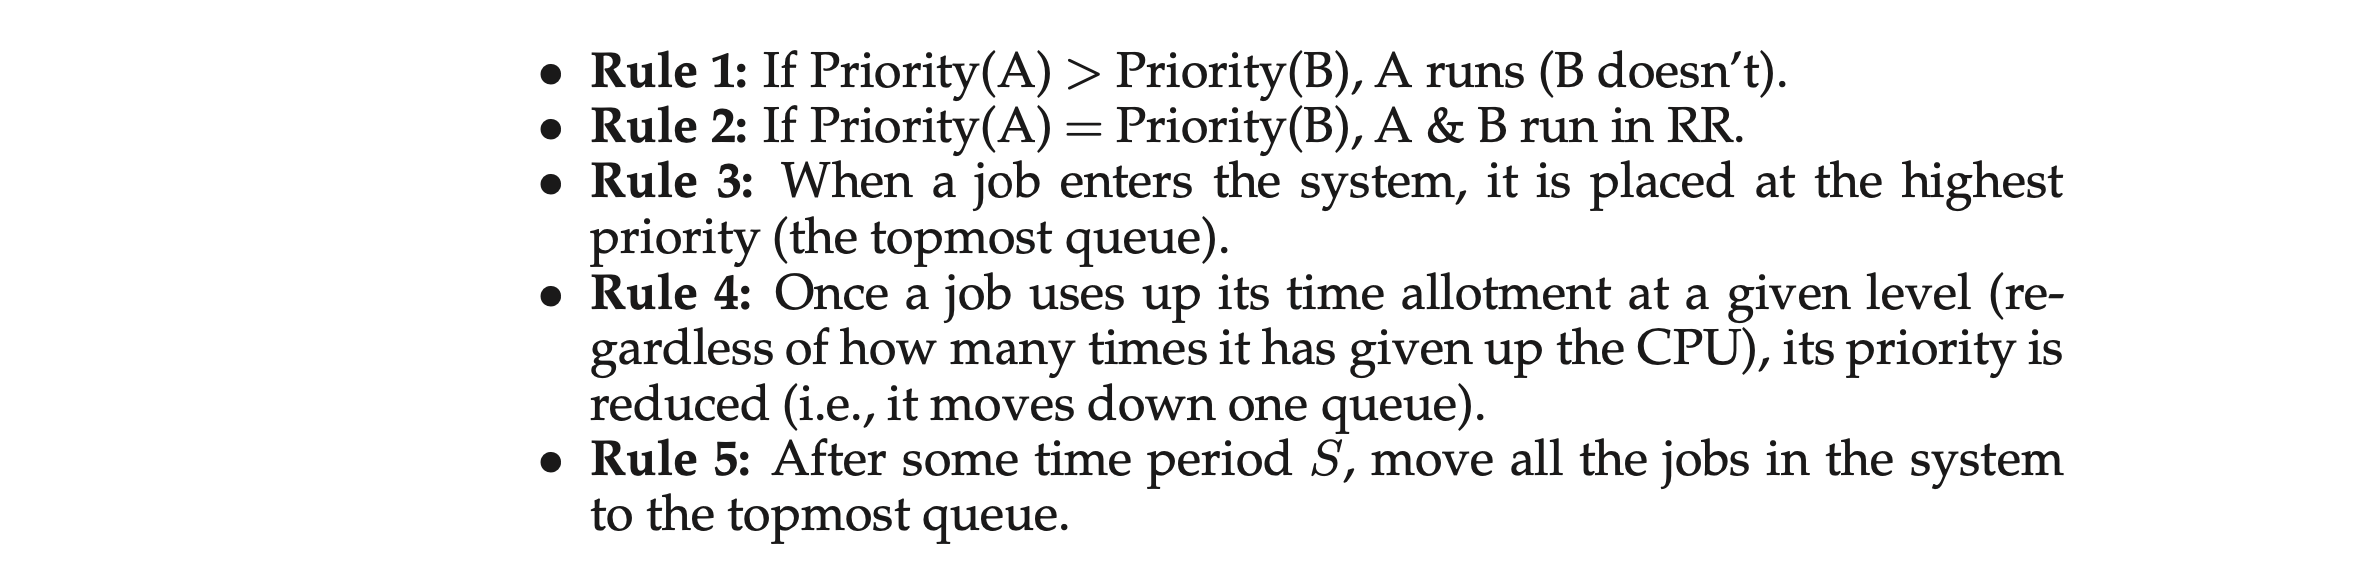 • Rule 1: If Priority(A) > Priority(B), A runs (B doesn’t).
• Rule 2: If Priority(A) = Priority(B), A & B run in RR.
• Rule 3: When a job enters the system, it is placed at the highest
priority (the topmost queue).
• Rule 4: Once a job uses up its time allotment at a given level (re-
gardless of how many times it has given up the CPU), its priority is
reduced (i.e., it moves down one queue).
• Rule 5: After some time period S, move all the jobs in the system
to the topmost queue.